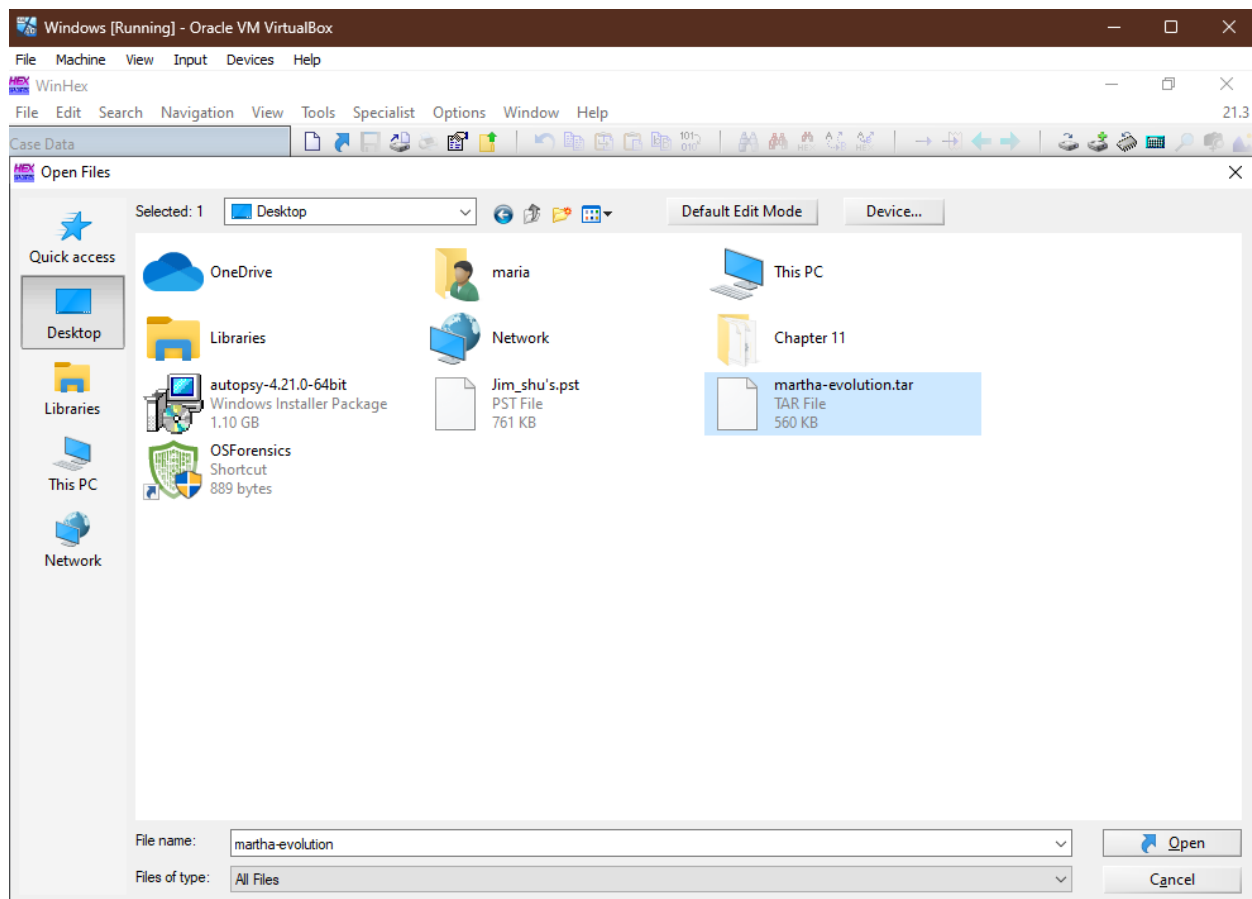 Windows [Running] - Oracle VM VirtualBox
File Machine View Input Devices Help
WinHex
File Edit Search Navigation View Tools Specialist Options Window Help 21.3
Case Data
Open Files
Selected: 1 Desktop Default Edit Mode Device...
Quick access
Desktop
Libraries
This PC
Network
OneDrive
maria
This PC
Libraries
Network
Chapter 11
autopsy-4.21.0-64bit
Windows Installer Package
1.10 GB
Jim_shu's.pst
PST File
761 KB
martha-evolution.tar
TAR File
560 KB
OSForensics
Shortcut
889 bytes
File name: martha-evolution Open
Files of type: All Files Cancel